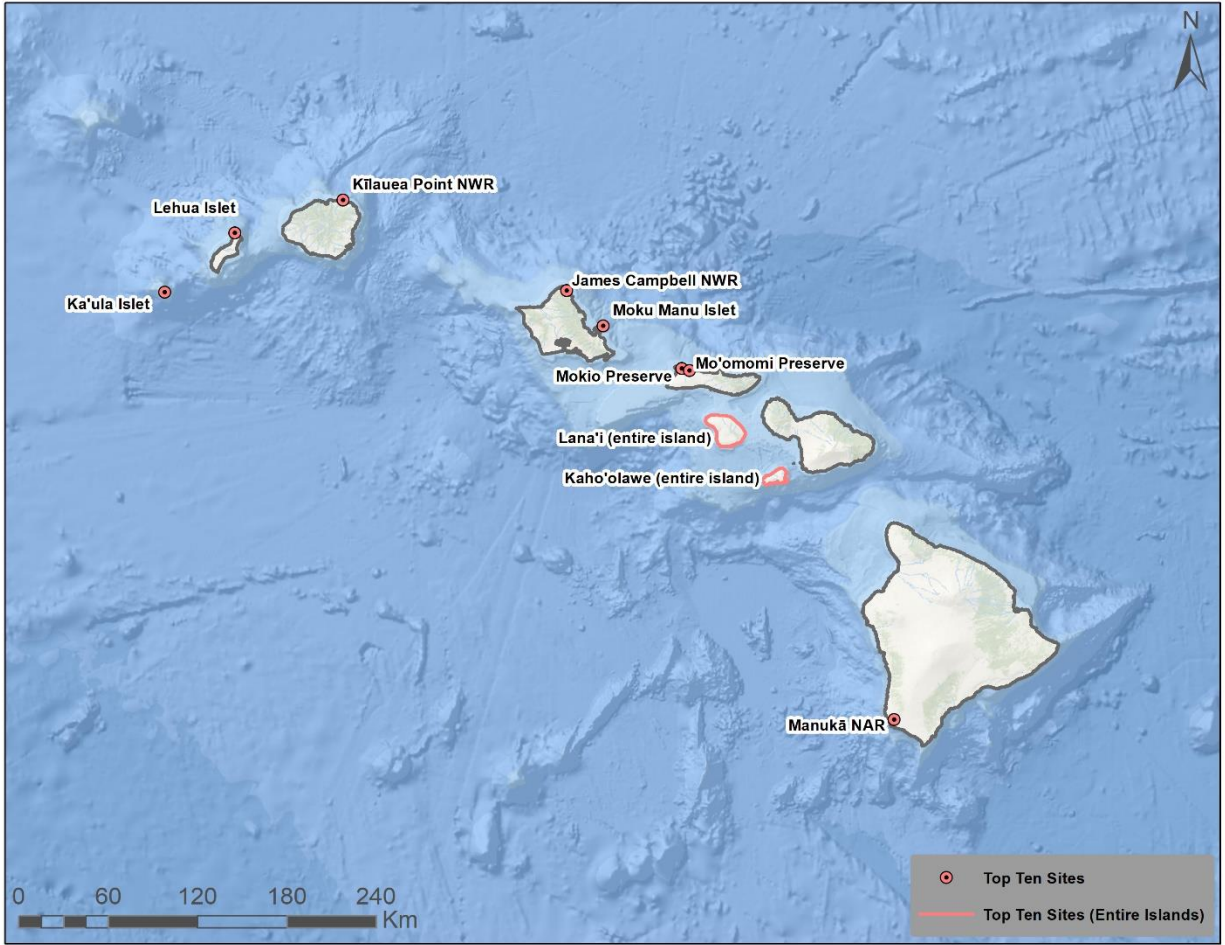 N
Kīlauea Point NWR
Lehua Islet
Ka'ula Islet
James Campbell NWR
Moku Manu Islet
Mo'omomi Preserve
Mokio Preserve
Lana'i (entire island)
Kaho'olawe (entire island)
Manukā NAR
0 60 120 180 240
Km
Top Ten Sites
Top Ten Sites (Entire Islands)